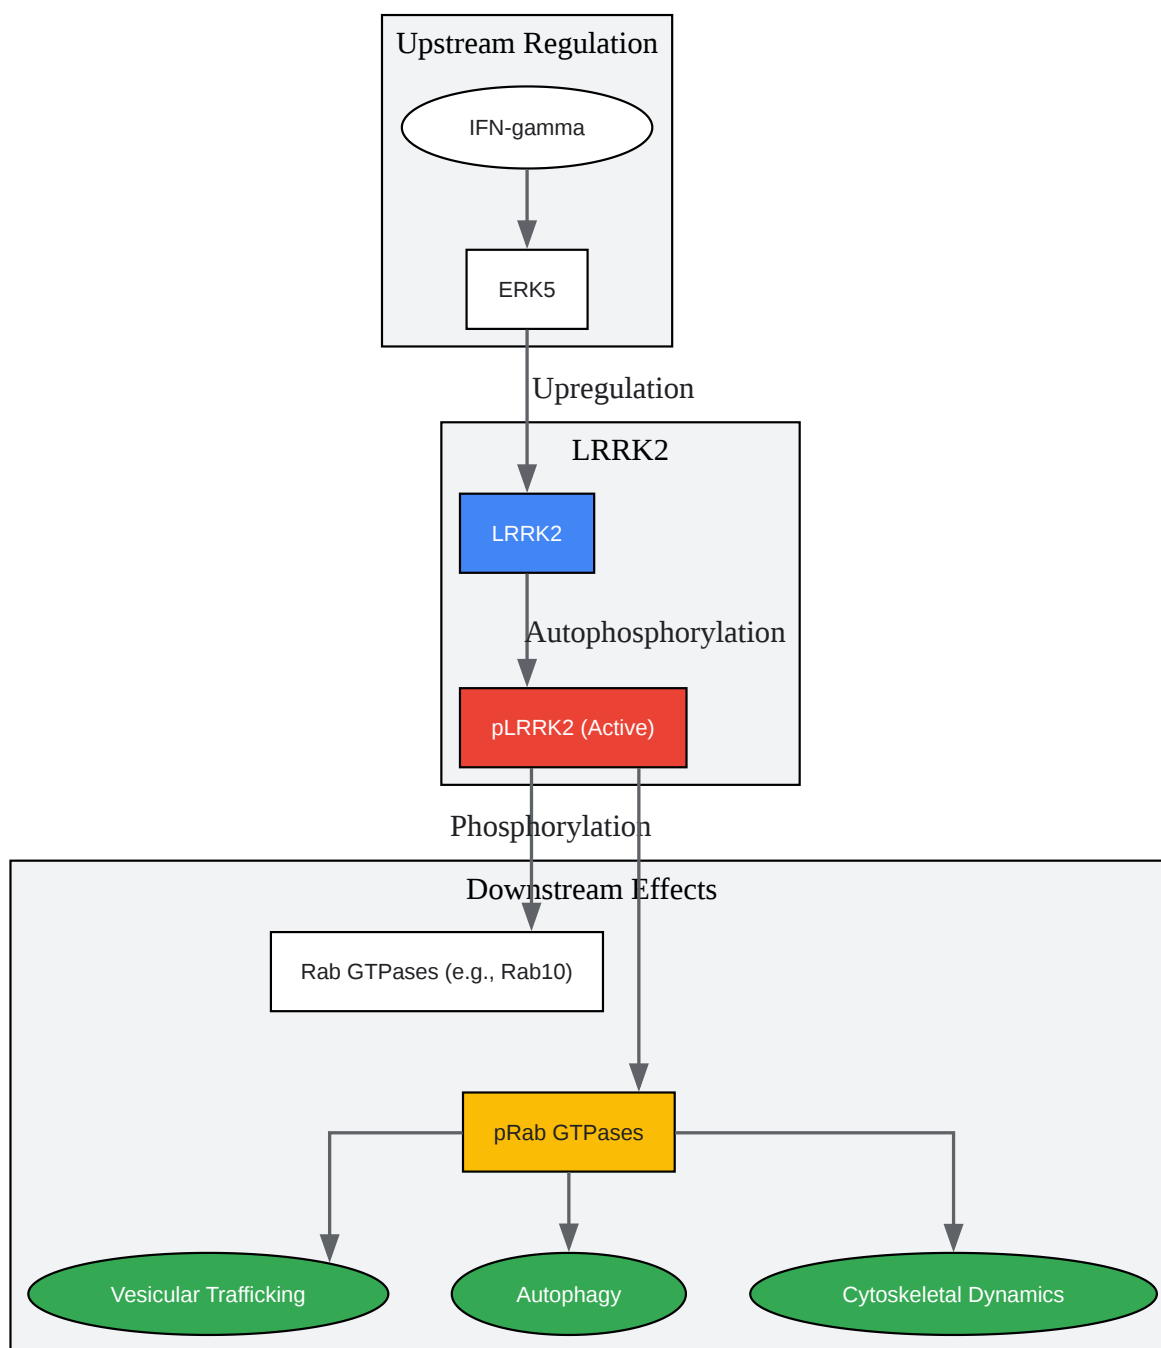 Upstream Regulation
IFN-gamma
ERK5
Upregulation
LRRK2
LRRK2
Autophosphorylation
pLRRK2 (Active)
Phosphorylation
Downstream Effects
Rab GTPases (e.g., Rab10)
pRab GTPases
Vesicular Trafficking
Autophagy
Cytoskeletal Dynamics